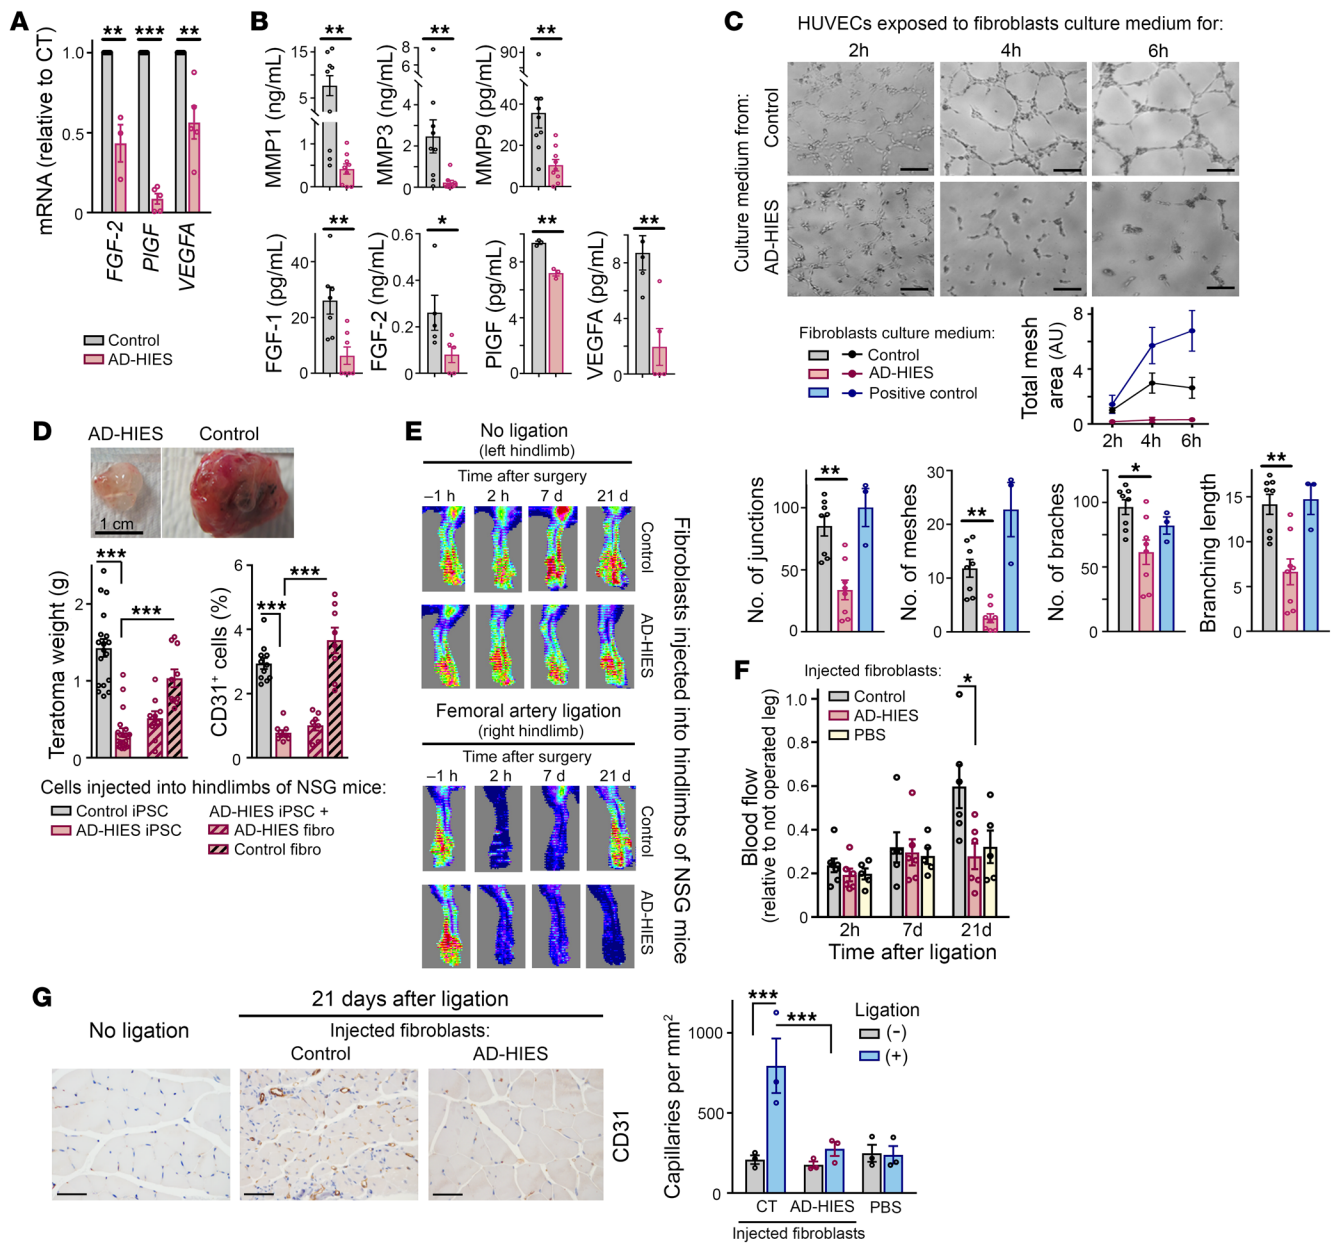 A
mRNA (relative to CT)
** *** **
1.0
0.5
0
FGF-2
PlGF
VEGFA
Control
AD-HIES
B
MMP1 (ng/mL)
**
15
10
5
1
0
MMP3 (ng/mL)
**
8
6
4
2
0
MMP9 (pg/mL)
**
90
40
20
0
FGF-1 (pg/mL)
**
40
20
0
FGF-2 (ng/mL)
*
0.6
0.4
0.2
0
PlGF (pg/mL)
**
8
4
0
VEGFA (pg/mL)
**
8
4
0
C
HUVECs exposed to fibroblasts culture medium for:
2h 4h 6h
Culture medium from:
Control
AD-HIES
Fibroblasts culture medium:
Control
AD-HIES
Positive control
Total mesh
area (AU)
8
4
0
2h 4h 6h
No. of junctions
**
100
50
0
No. of meshes
**
30
20
10
0
No. of braches
*
100
50
0
Branching length
**
15
10
5
0
D
AD-HIES Control
1 cm
Teratoma weight (g)
***
***
2
1
0
CD31+ cells (%)
***
***
6
4
2
0
Cells injected into hindlimbs of NSG mice:
Control iPSC
AD-HIES iPSC
AD-HIES iPSC +
AD-HIES fibro
Control fibro
E
No ligation
(left hindlimb)
Time after surgery
–1 h 2 h 7 d 21 d
Control
AD-HIES
Femoral artery ligation
(right hindlimb)
Time after surgery
–1 h 2 h 7 d 21 d
Control
AD-HIES
Fibroblasts injected into hindlimbs of NSG mice
F
Injected fibroblasts:
Control
AD-HIES
PBS
*
Blood flow
(relative to not operated leg)
1.0
0.8
0.6
0.4
0.2
0
2h 7d 21d
Time after ligation
G
21 days after ligation
No ligation
Injected fibroblasts:
Control AD-HIES
CD31
Capillaries per mm2
***
***
1000
500
0
Ligation
(-)
(+)
CT AD-HIES PBS
Injected fibroblasts